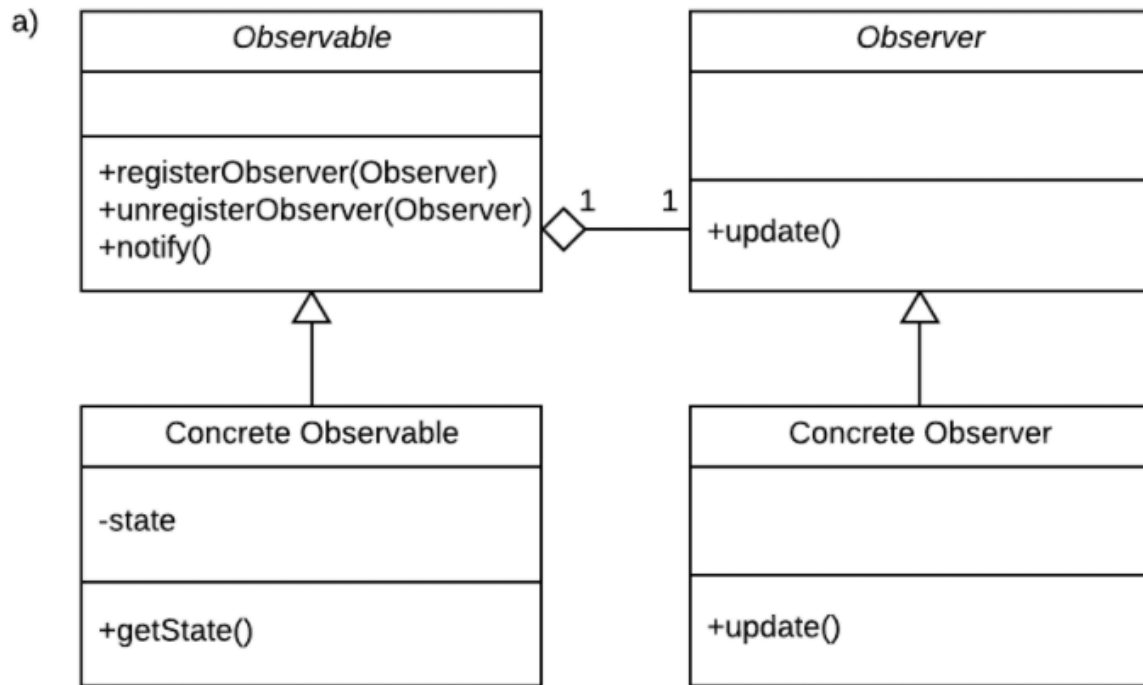 a)
Observable
+registerObserver(Observer)
+unregisterObserver(Observer)
+notify()
1
1
Observer
+update()
Concrete Observable
-state
+getState()
Concrete Observer
+update()